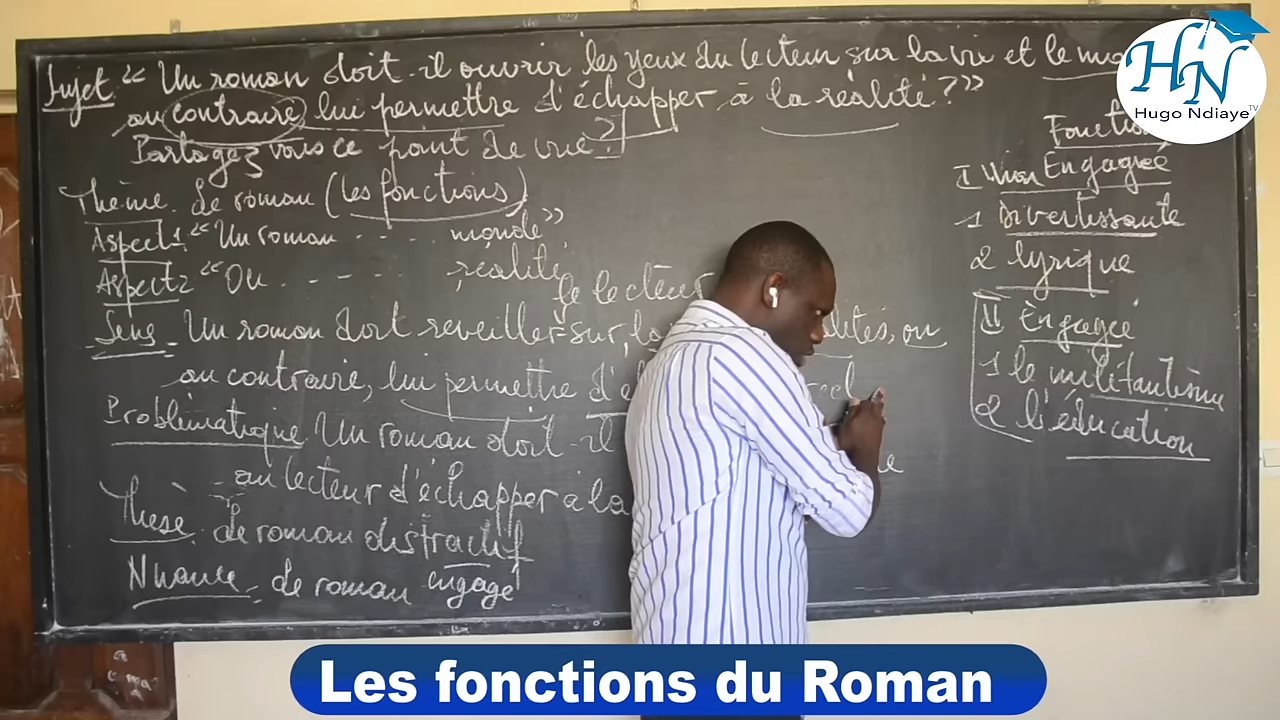 Sujet " Un roman doit-il ouvrir les yeux du lecteur sur la vie et le
ou contraire lui permettre d'échapper à la réalité ? "
Partagez vous ce point de vue ?
Thème. Le roman (les fonctions)
Aspect1 " Un roman ..... monde "
Aspect2 " Ou ..... réalité
le lecteur
Sens - Un roman doit réveiller sur, ou
au contraire, lui permettre
Problématique. Un roman doit-il
au lecteur d'échapper à la
Thèse. Le roman distractif
Nuance - Le roman engagé
HN
Hugo Ndiaye TV
I Non Engagée
1 Divertissante
2 lyrique
II Engagée
1 le militantisme
2 l'éducation
Les fonctions du Roman